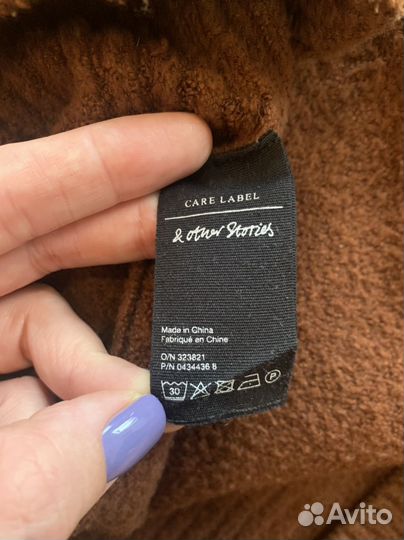 CARE LABEL
& other Stories
Made in China
Fabriqué en Chine
O/N 323821
P/N 0434436 8
30 P
Avito